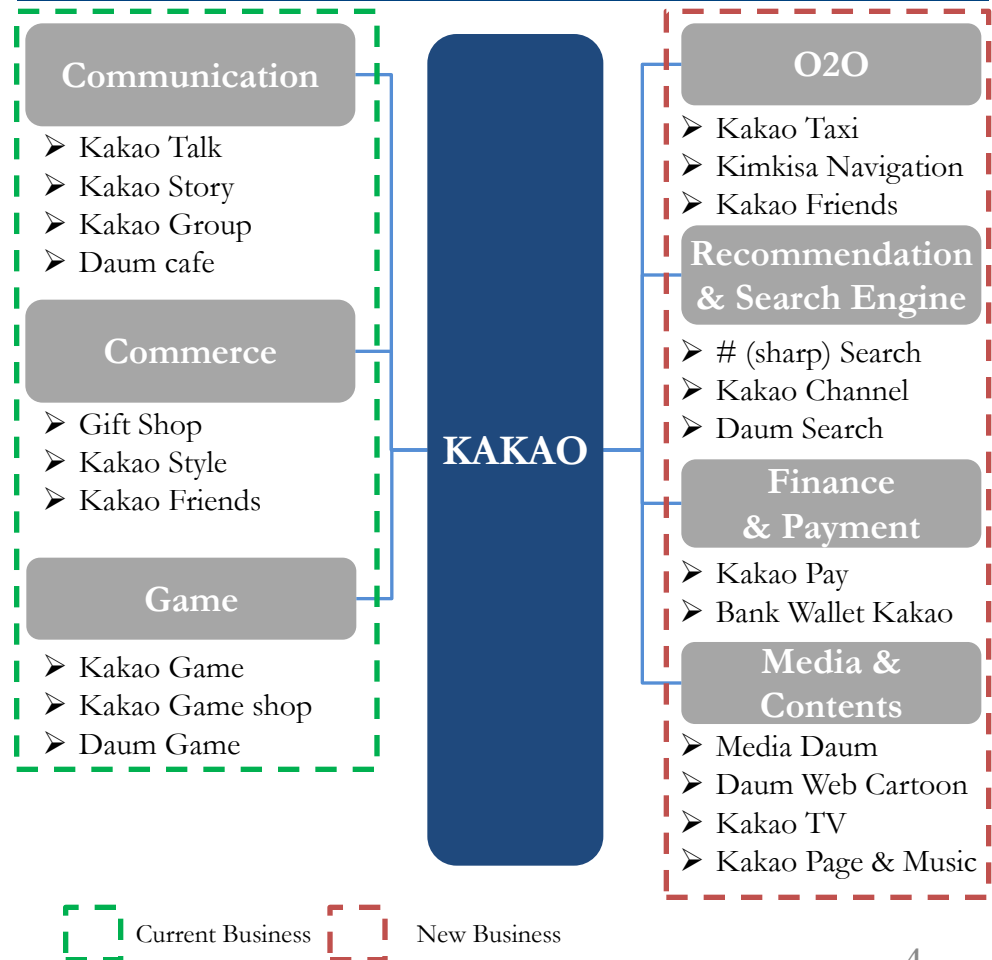 Communication
➢ Kakao Talk
➢ Kakao Story
➢ Kakao Group
➢ Daum cafe
Commerce
➢ Gift Shop
➢ Kakao Style
➢ Kakao Friends
Game
➢ Kakao Game
➢ Kakao Game shop
➢ Daum Game
KAKAO
O2O
➢ Kakao Taxi
➢ Kimkisa Navigation
➢ Kakao Friends
Recommendation
& Search Engine
➢ # (sharp) Search
➢ Kakao Channel
➢ Daum Search
Finance
& Payment
➢ Kakao Pay
➢ Bank Wallet Kakao
Media &
Contents
➢ Media Daum
➢ Daum Web Cartoon
➢ Kakao TV
➢ Kakao Page & Music
Current Business
New Business
4